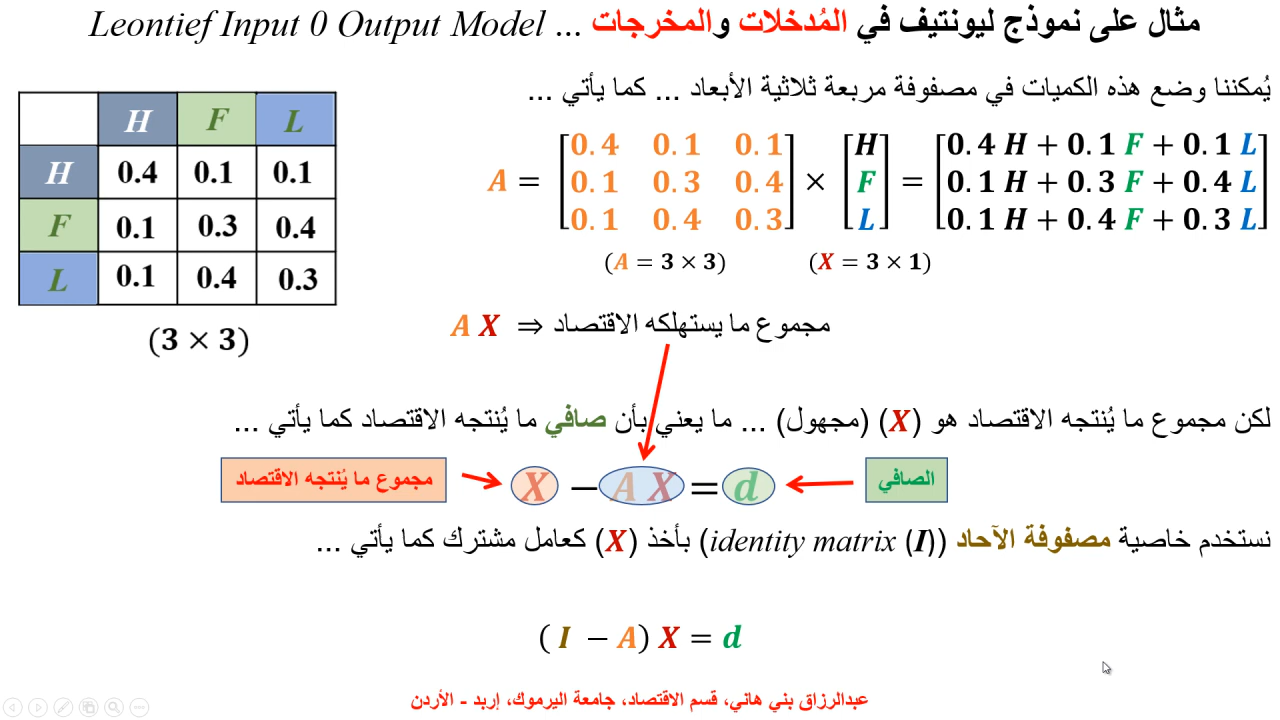 مثال على نموذج ليونتيف في المُدخلات والمخرجات ... Leontief Input 0 Output Model
يُمكننا وضع هذه الكميات في مصفوفة مربعة ثلاثية الأبعاد ... كما يأتي ...
H F L
H 0.4 0.1 0.1
F 0.1 0.3 0.4
L 0.1 0.4 0.3
(3 × 3)
A = [0.4 0.1 0.1] × [H] = [0.4 H + 0.1 F + 0.1 L]
[0.1 0.3 0.4] [F] [0.1 H + 0.3 F + 0.4 L]
[0.1 0.4 0.3] [L] [0.1 H + 0.4 F + 0.3 L]
(A = 3 × 3) (X = 3 × 1)
A X ⇒ مجموع ما يستهلكه الاقتصاد
لكن مجموع ما يُنتجه الاقتصاد هو (X) (مجهول) ... ما يعني بأن صافي ما يُنتجه الاقتصاد كما يأتي ...
مجموع ما يُنتجه الاقتصاد
X − A X = d
الصافي
نستخدم خاصية مصفوفة الآحاد (identity matrix (I)) بأخذ (X) كعامل مشترك كما يأتي ...
( I − A) X = d
عبدالرزاق بني هاني، قسم الاقتصاد، جامعة اليرموك، إربد - الأردن